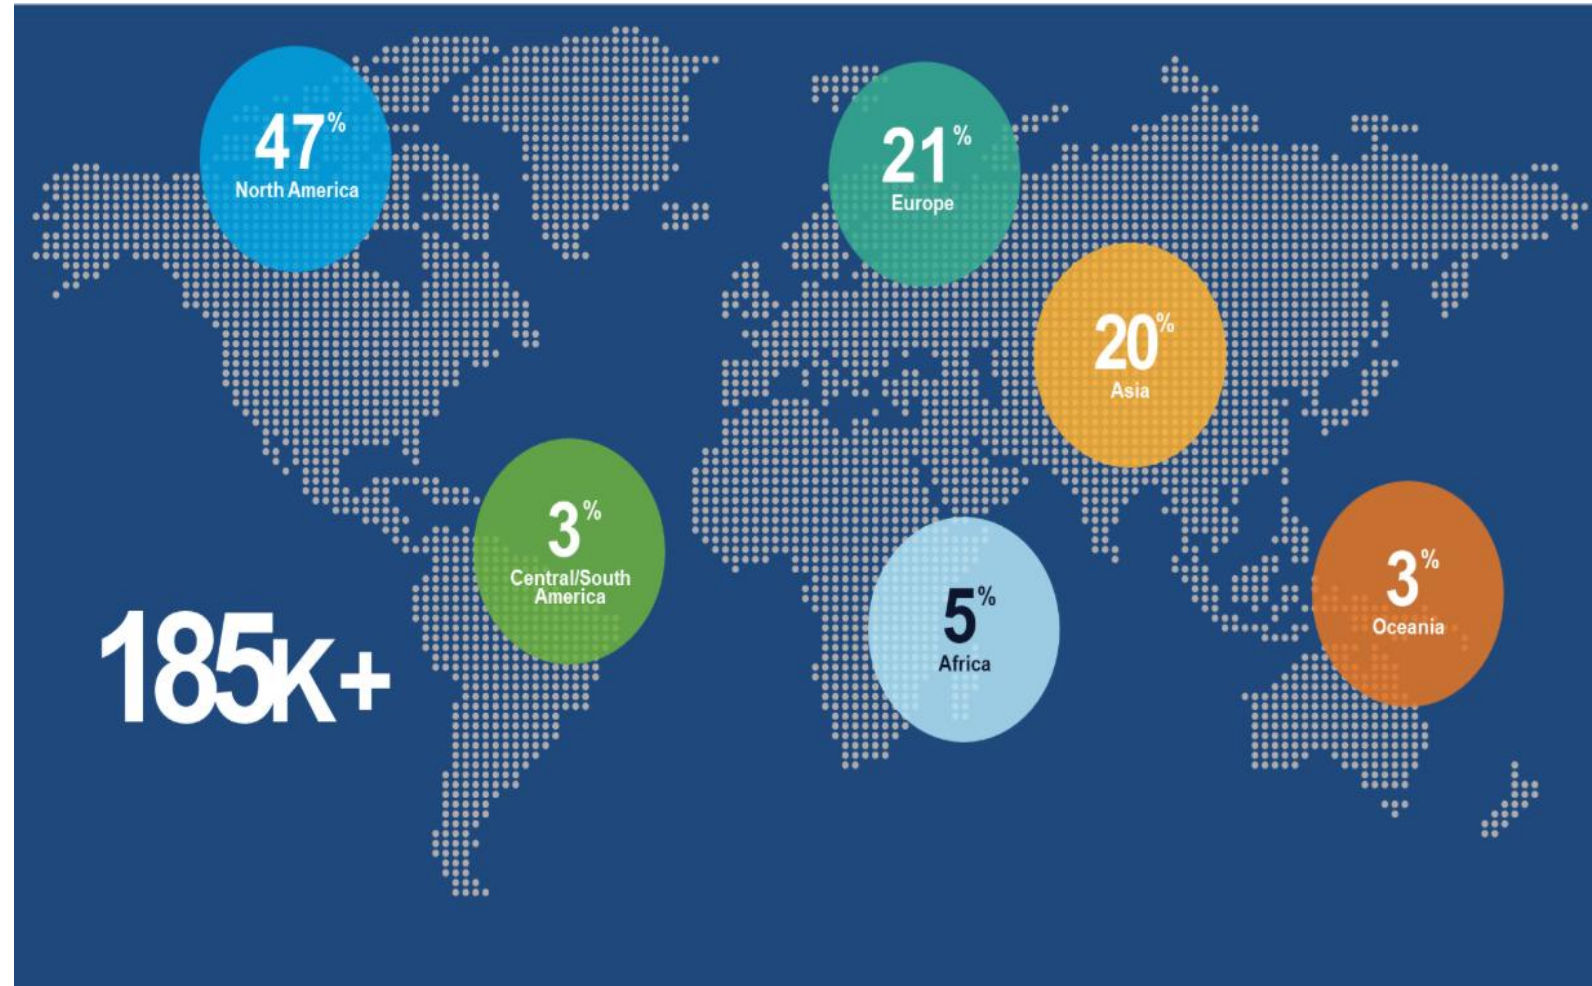 47%
North America
21%
Europe
20%
Asia
3%
Central/South
America
5%
Africa
3%
Oceania
185K+